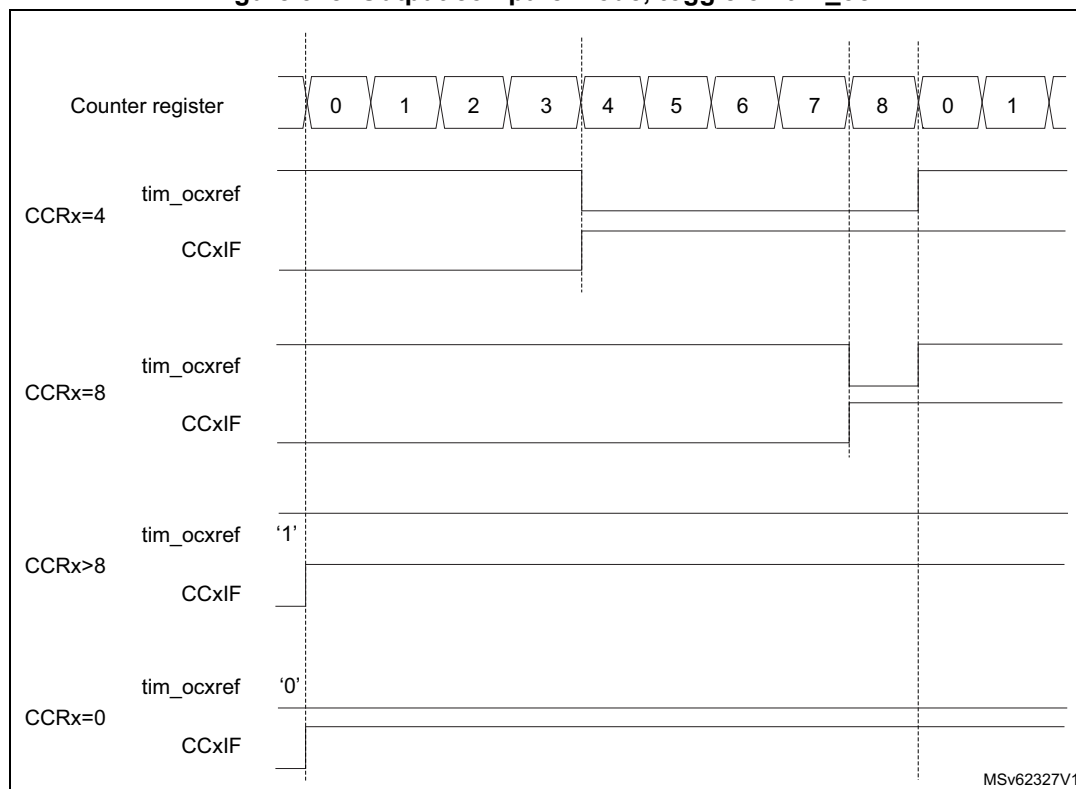 Counter register 0 1 2 3 4 5 6 7 8 0 1
tim_ocxref
CCRx=4
CCxIF
tim_ocxref
CCRx=8
CCxIF
tim_ocxref '1'
CCRx>8
CCxIF
tim_ocxref '0'
CCRx=0
CCxIF
MSv62327V1